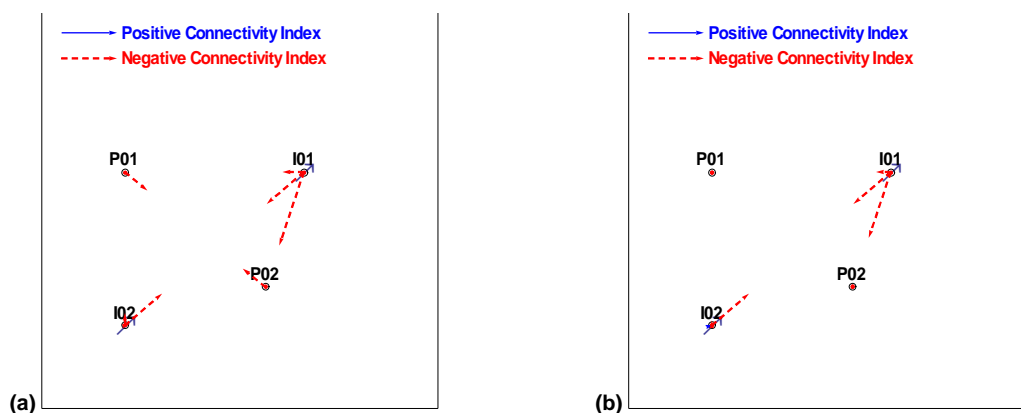 Positive Connectivity Index
Negative Connectivity Index
P01
I01
P02
I02
(a)
Positive Connectivity Index
Negative Connectivity Index
P01
I01
P02
I02
(b)